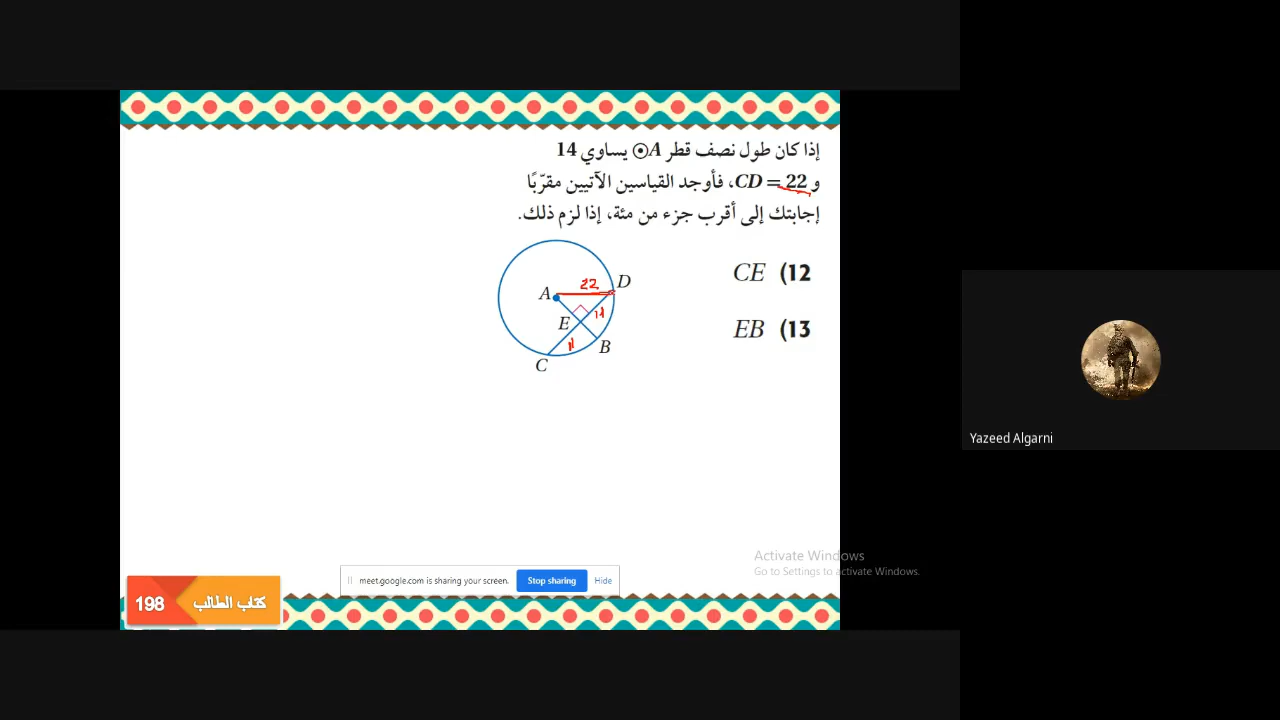 إذا كان طول نصف قطر A⊙ يساوي 14
و CD = 22، فأوجد القياسين الآتيين مقرّبًا
إجابتك إلى أقرب جزء من مئة، إذا لزم ذلك.
12) CE
13) EB
D
22
A
11
E
11
B
C
Yazeed Algarni
Activate Windows
Go to Settings to activate Windows.
meet.google.com is sharing your screen.
Stop sharing
Hide
كتاب الطالب
198